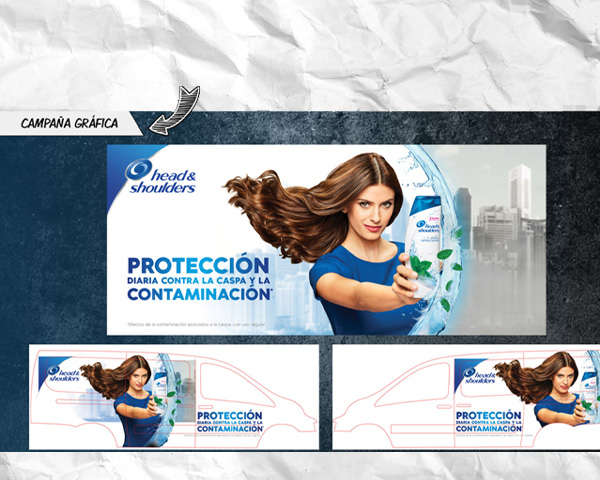 CAMPAÑA GRÁFICA
head&
shoulders
PROTECCIÓN
DIARIA CONTRA LA CASPA Y LA
CONTAMINACIÓN*
*Efectos de la contaminación asociados a la caspa con uso regular.
head&
shoulders
head&
shoulders
PROTECCIÓN
DIARIA CONTRA LA CASPA Y LA
CONTAMINACIÓN*
head&
shoulders
PROTECCIÓN
DIARIA CONTRA LA CASPA Y LA
CONTAMINACIÓN*